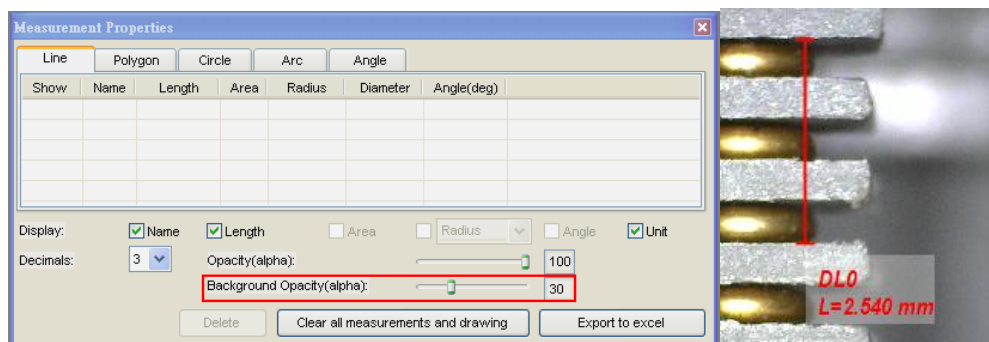 Measurement Properties
Line Polygon Circle Arc Angle
Show Name Length Area Radius Diameter Angle(deg)
Display: Name Length Area Radius Angle Unit
Decimals: 3 Opacity(alpha): 100
Background Opacity(alpha): 30
Delete Clear all measurements and drawing Export to excel
DL0
L=2.540 mm